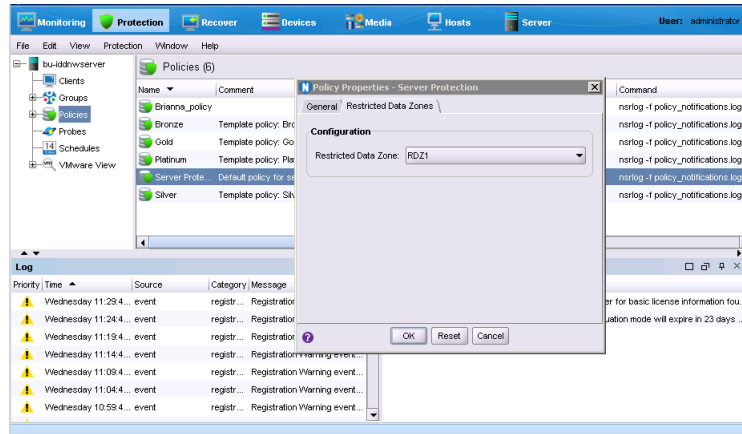 Monitoring Protection Recover Devices Media Hosts Server User: administrator
File Edit View Protection Window Help
bu-iddnwserver
Clients
Groups
Policies
Probes
14 Schedules
VMware View
Policies (6)
Name Comment Command
Brianna_policy nsrlog -f policy_notifications.log
Bronze Template policy: Bro nsrlog -f policy_notifications.log
Gold Template policy: Go nsrlog -f policy_notifications.log
Platinum Template policy: Pla nsrlog -f policy_notifications.log
Server Prote... Default policy for se nsrlog -f policy_notifications.log
Silver Template policy: Silv nsrlog -f policy_notifications.log
N Policy Properties - Server Protection
General Restricted Data Zones
Configuration
Restricted Data Zone: RDZ1
OK Reset Cancel
Log
Priority Time Source Category Message
Wednesday 11:29:4... event registr... Registration er for basic license information fou...
Wednesday 11:24:4... event registr... Registration uation mode will expire in 23 days ...
Wednesday 11:19:4... event registr... Registration
Wednesday 11:14:4... event registr... Registration Warning event...
Wednesday 11:09:4... event registr... Registration Warning event...
Wednesday 11:04:4... event registr... Registration Warning event...
Wednesday 10:59:4... event registr... Registration Warning event...